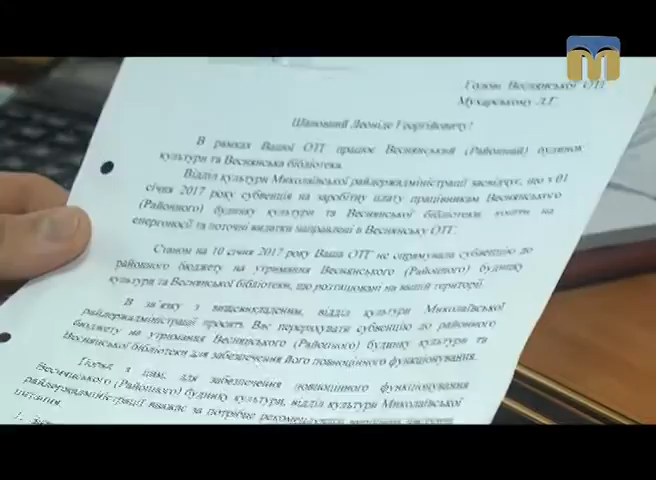 Голові Веснянської ОТГ
Мухарському Л.Г.
Шановний Леоніде Георгійовичу!
В рамках Вашої ОТГ працює Веснянський (Районний) будинок
культури та Веснянська бібліотека.
Відділ культури Миколаївської райдержадміністрації засвідчує, що з 01
січня 2017 року субвенція на заробітну плату працівникам Веснянського
(Районного) будинку культури та Веснянської бібліотеки, кошти на
енергоносії та поточні видатки направлені в Веснянську ОТГ.
Станом на 10 січня 2017 року Ваша ОТГ не спрямувала субвенцію до
районного бюджету на утримання Веснянського (Районного) будинку
культури та Веснянської бібліотеки, що розташовані на вашій території.
В зв'язку з вищевикладеним, відділ культури Миколаївської
райдержадміністрації просить Вас перерахувати субвенцію до районного
бюджету на утримання Веснянського (Районного) будинку культури та
Веснянської бібліотеки для забезпечення його повноцінного функціонування.
Поряд з цим, для забезпечення повноцінного функціонування
Веснянського (Районного) будинку культури, відділ культури Миколаївської
райдержадміністрації вважає за потрібне
питання.
1.